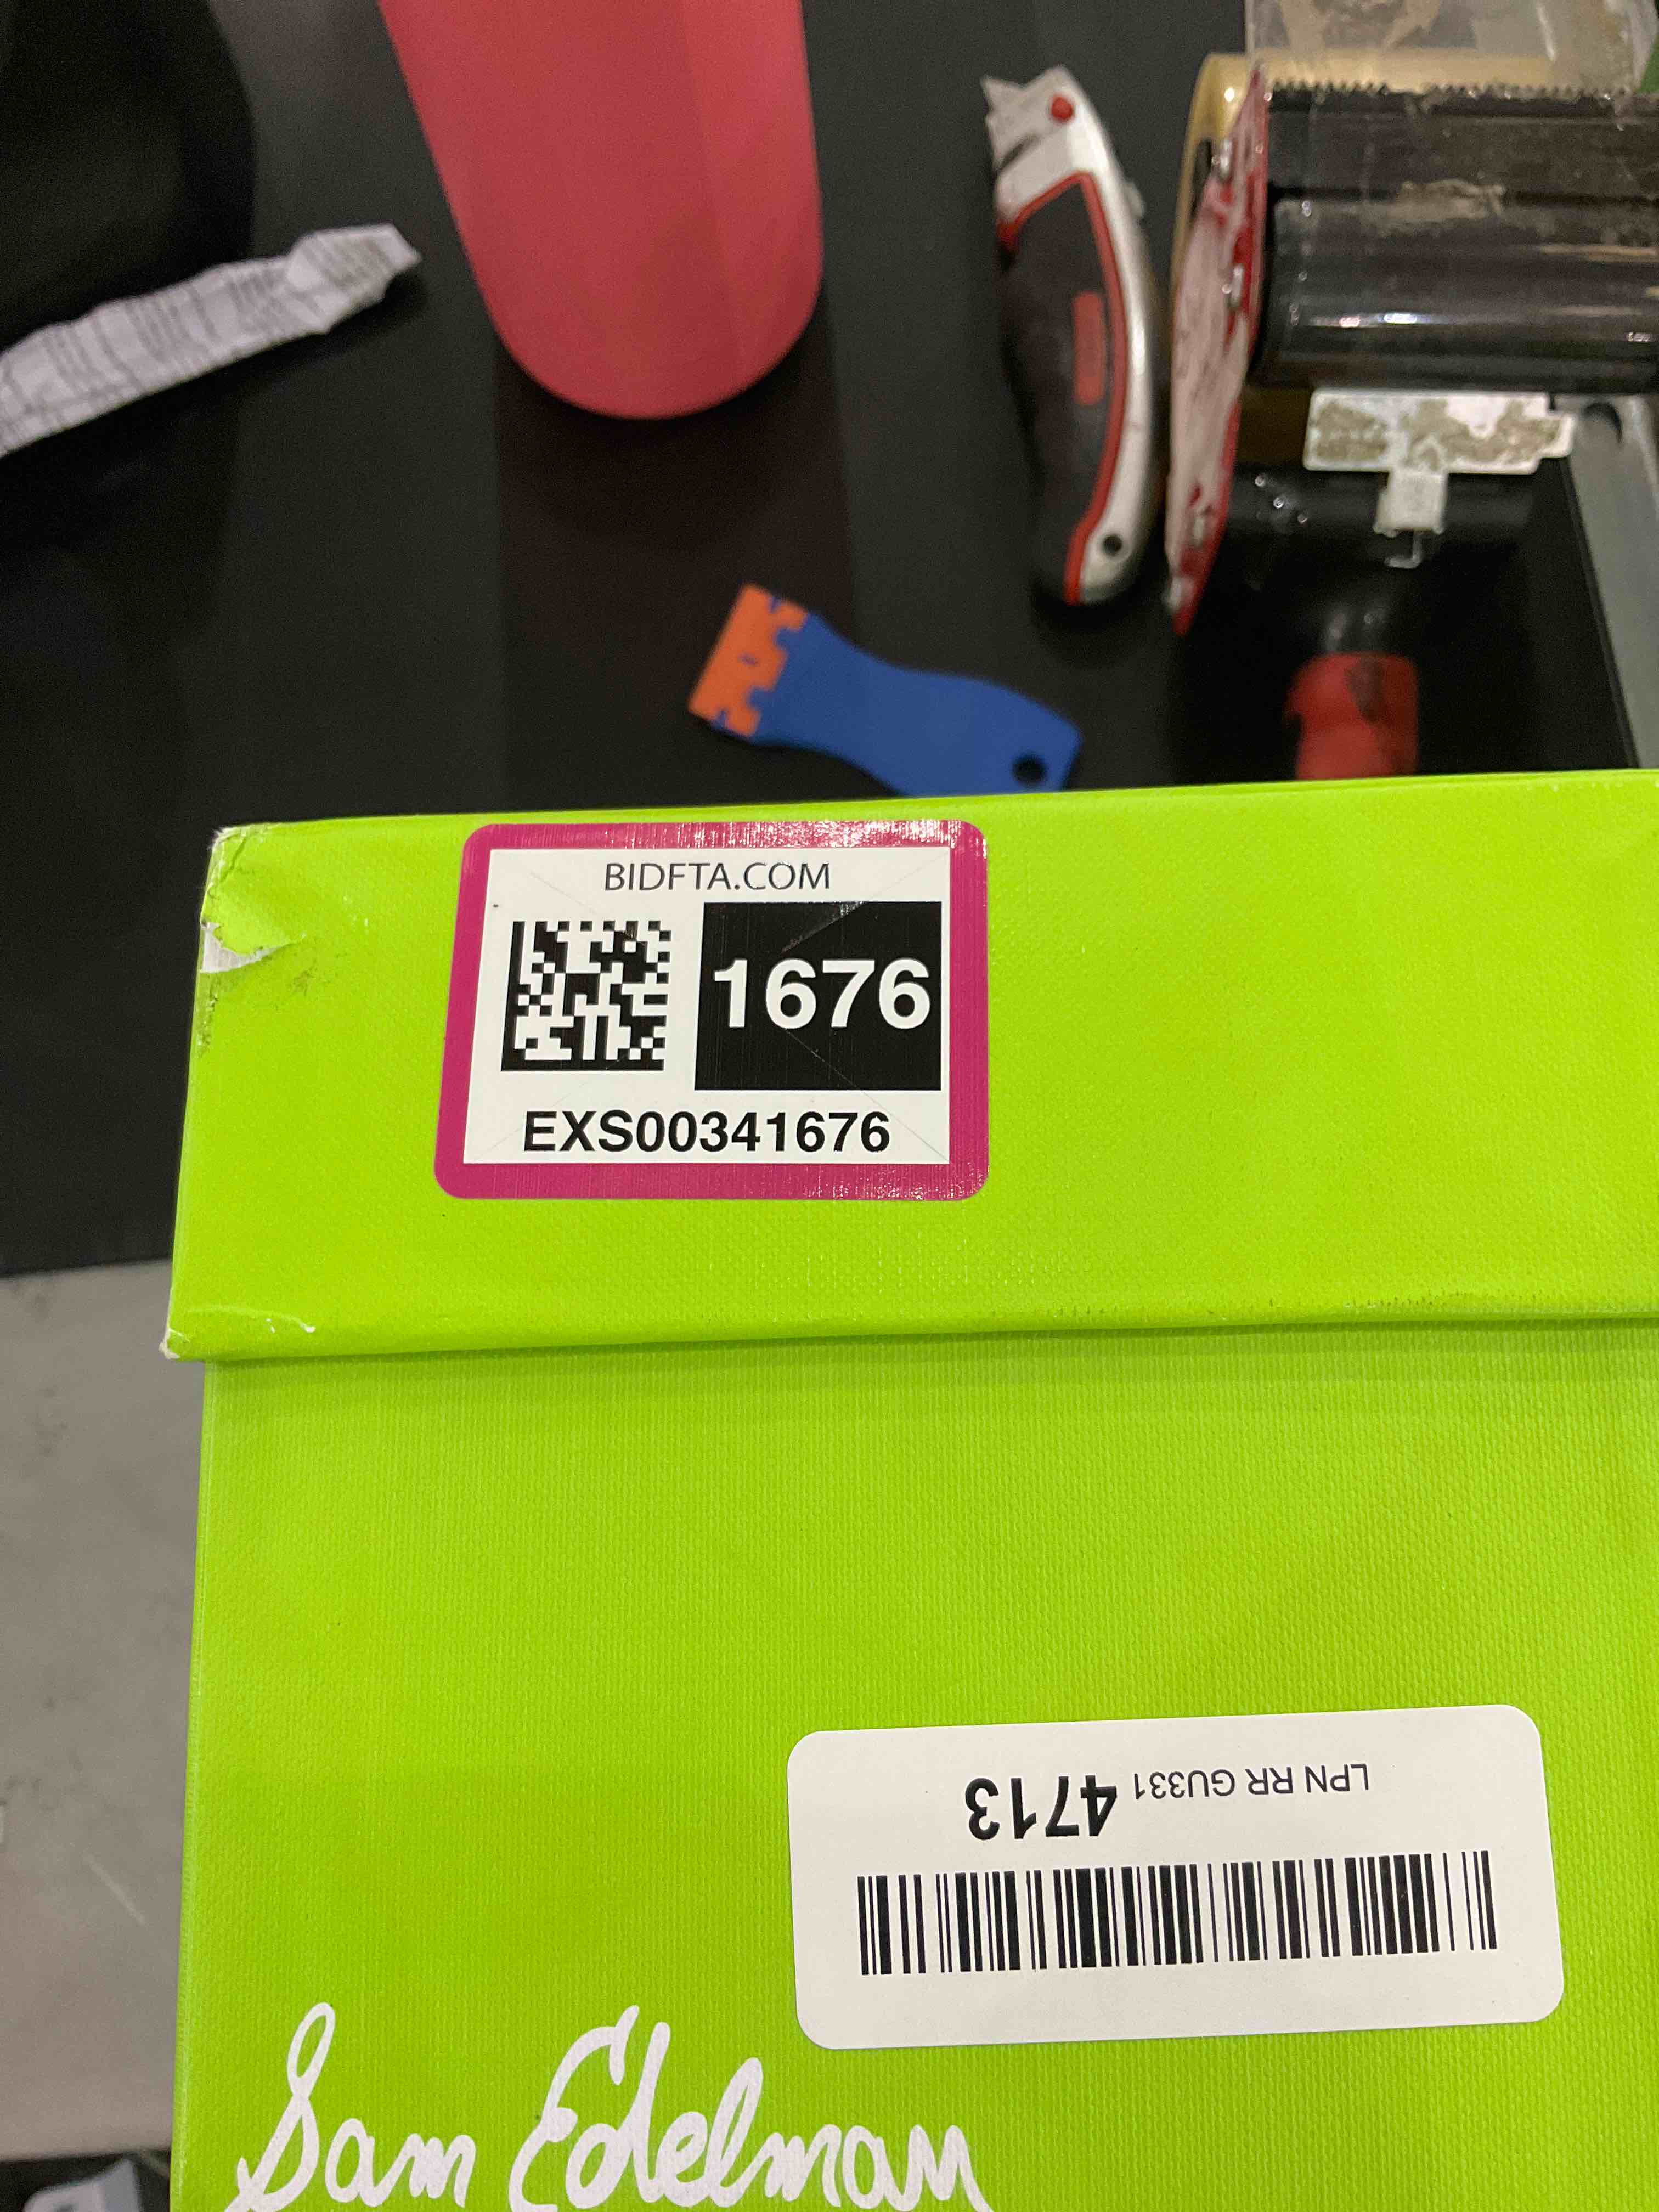 BIDFTA.COM
1676
EXS00341676
LPN RR GU331 4713
Sam Edelman